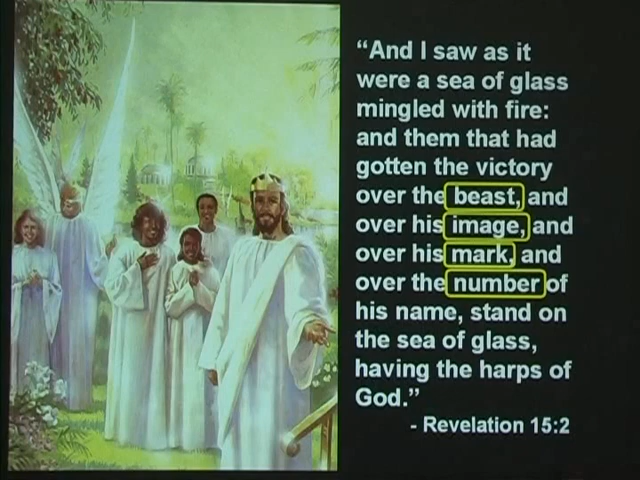 “And I saw as it
were a sea of glass
mingled with fire:
and them that had
gotten the victory
over the beast, and
over his image, and
over his mark, and
over the number of
his name, stand on
the sea of glass,
having the harps of
God.”
- Revelation 15:2